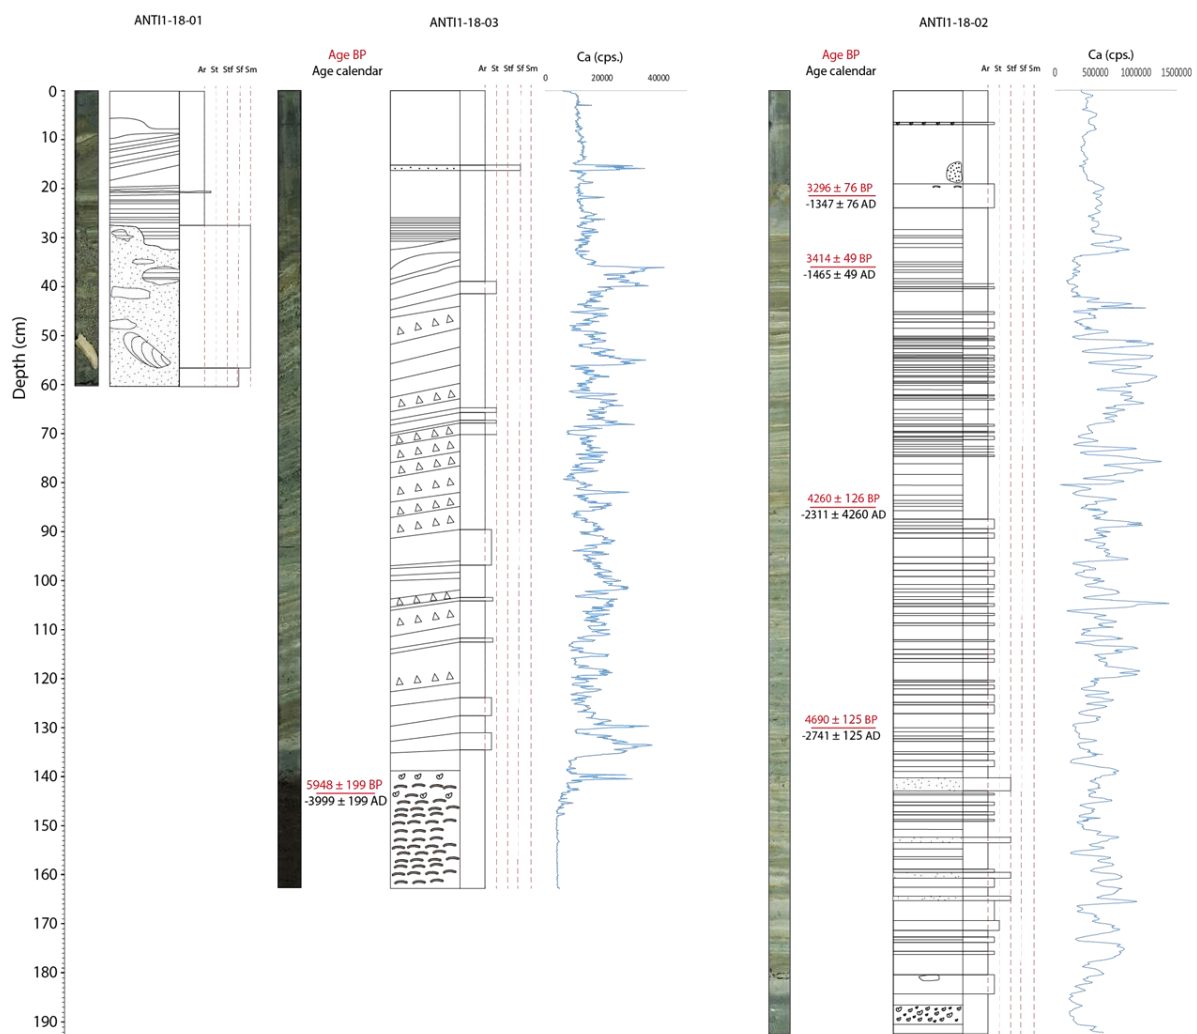 ANTI1-18-01
ANTI1-18-03
ANTI1-18-02
Age BP
Age calendar
Ca (cps.)
Age BP
Age calendar
Ca (cps.)
Ar St Stf Sf Sm
Ar St Stf Sf Sm
0 20000 40000
Ar St Stf Sf Sm
0 500000 1000000 1500000
Depth (cm)
0
10
20
30
40
50
60
70
80
90
100
110
120
130
140
150
160
170
180
190
5948 ± 199 BP
-3999 ± 199 AD
3296 ± 76 BP
-1347 ± 76 AD
3414 ± 49 BP
-1465 ± 49 AD
4260 ± 126 BP
-2311 ± 4260 AD
4690 ± 125 BP
-2741 ± 125 AD